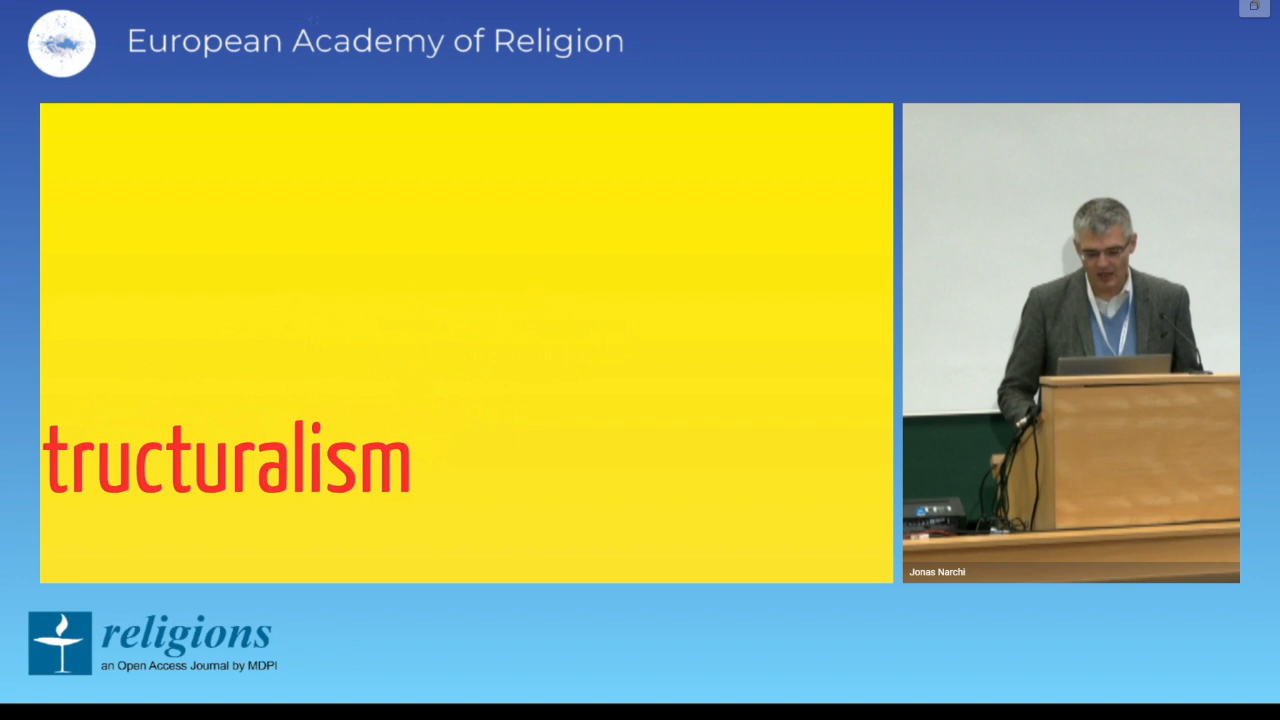 European Academy of Religion
tructuralism
Jonas Narchi
religions
an Open Access Journal by MDPI